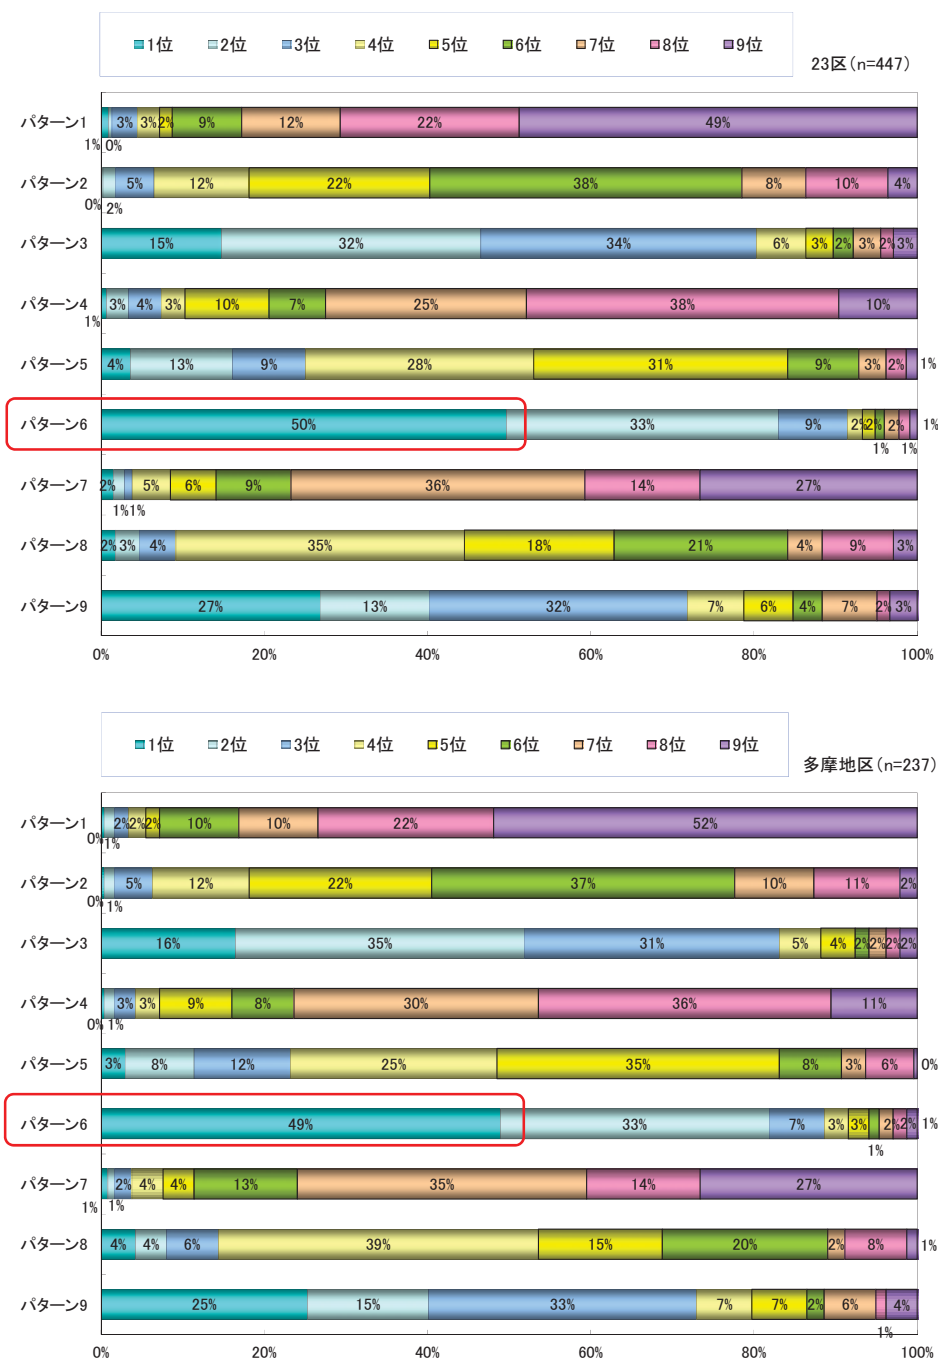 1位 2位 3位 4位 5位 6位 7位 8位 9位
23区(n=447)
パターン1 3% 3% 2% 9% 12% 22% 49%
1% 0%
パターン2 5% 12% 22% 38% 8% 10% 4%
0% 2%
パターン3 15% 32% 34% 6% 3% 2% 3% 2% 3%
パターン4 3% 4% 3% 10% 7% 25% 38% 10%
1%
パターン5 4% 13% 9% 28% 31% 9% 3% 2% 1%
パターン6 50% 33% 9% 2% 2% 2% 1%
1% 1%
パターン7 2% 5% 6% 9% 36% 14% 27%
1% 1%
パターン8 2% 3% 4% 35% 18% 21% 4% 9% 3%
パターン9 27% 13% 32% 7% 6% 4% 7% 2% 3%
0% 20% 40% 60% 80% 100%
1位 2位 3位 4位 5位 6位 7位 8位 9位
多摩地区(n=237)
パターン1 2% 2% 2% 10% 10% 22% 52%
0% 1%
パターン2 5% 12% 22% 37% 10% 11% 2%
0% 1%
パターン3 16% 35% 31% 5% 4% 2% 2% 2% 2%
パターン4 3% 3% 9% 8% 30% 36% 11%
0% 1%
パターン5 3% 8% 12% 25% 35% 8% 3% 6% 0%
パターン6 49% 33% 7% 3% 3% 2% 2% 1%
1%
パターン7 2% 4% 4% 13% 35% 14% 27%
1% 1%
パターン8 4% 4% 6% 39% 15% 20% 2% 8% 1%
パターン9 25% 15% 33% 7% 7% 2% 6% 4%
1%
0% 20% 40% 60% 80% 100%